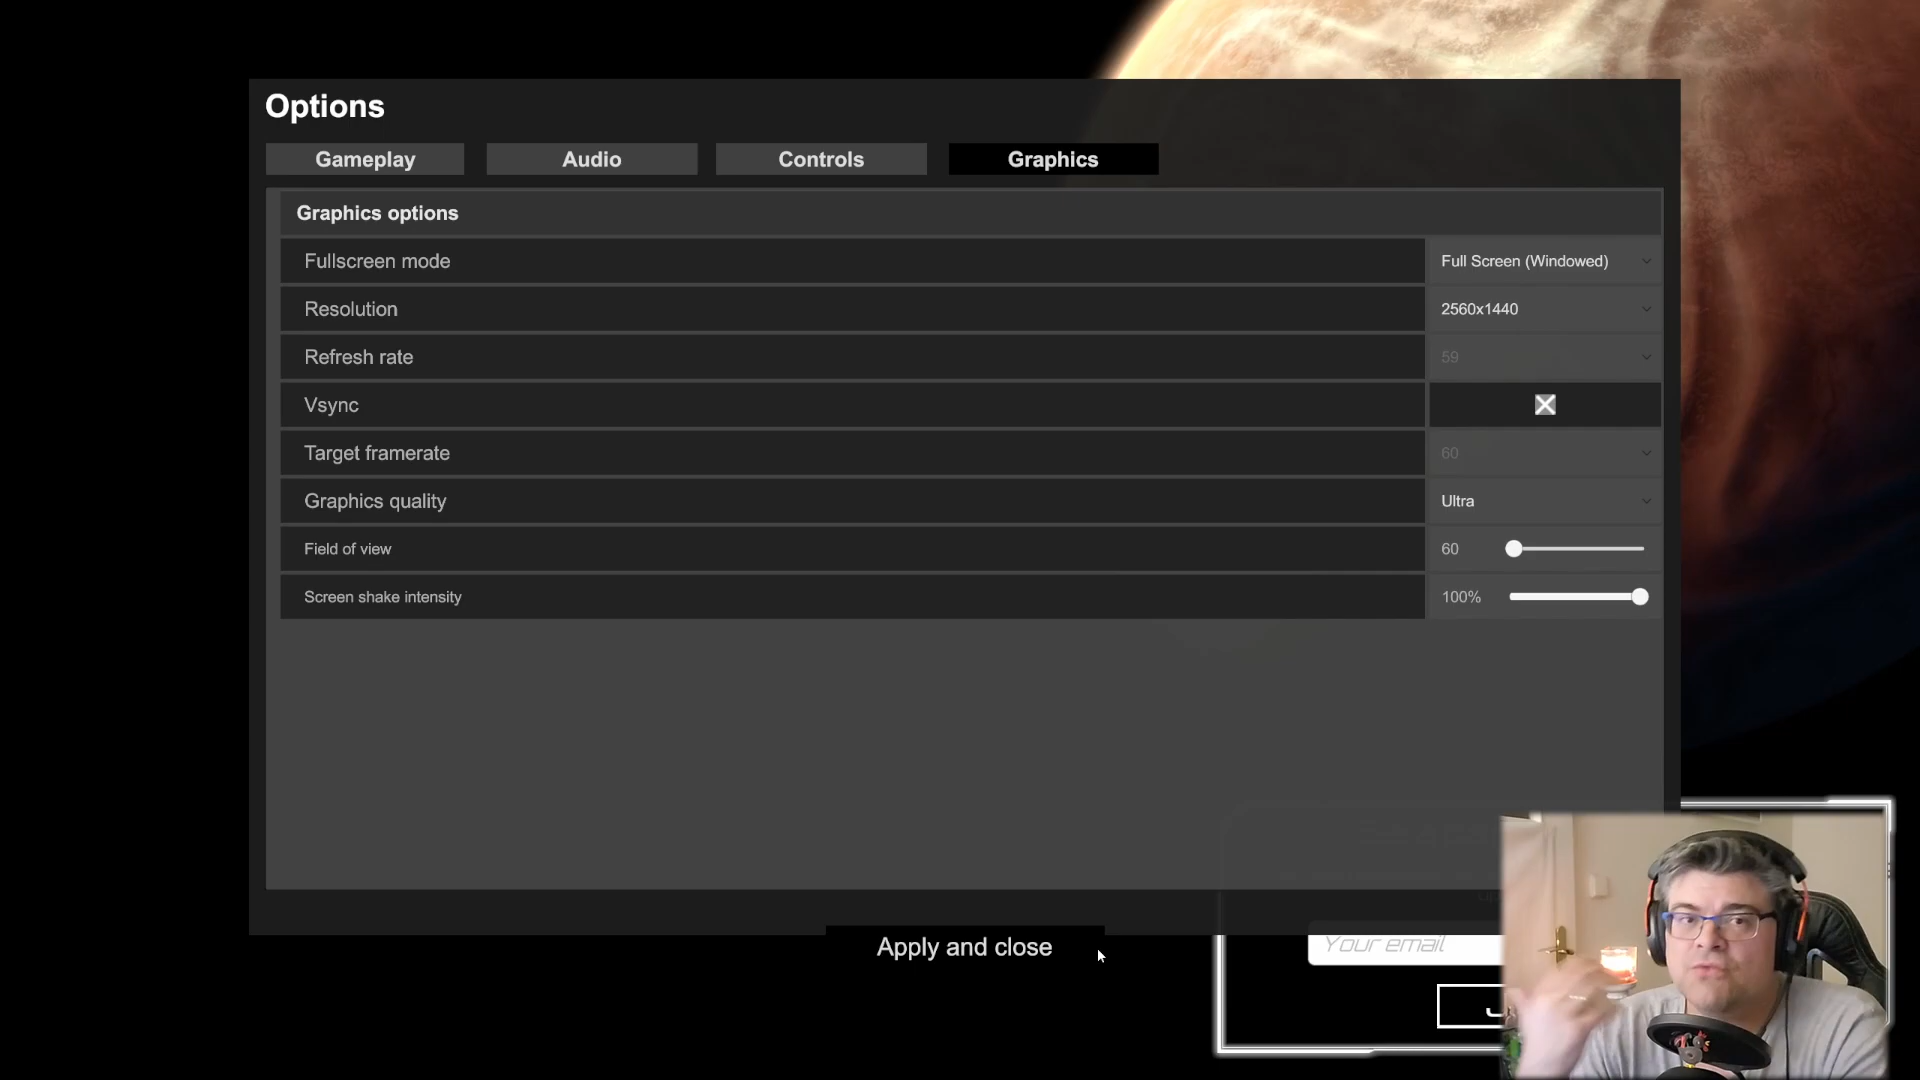 Options
Gameplay
Audio
Controls
Graphics
Graphics options
Fullscreen mode
Full Screen (Windowed)
Resolution
2560x1440
Refresh rate
59
Vsync
Target framerate
60
Graphics quality
Ultra
Field of view
60
Screen shake intensity
100%
Apply and close
Your email